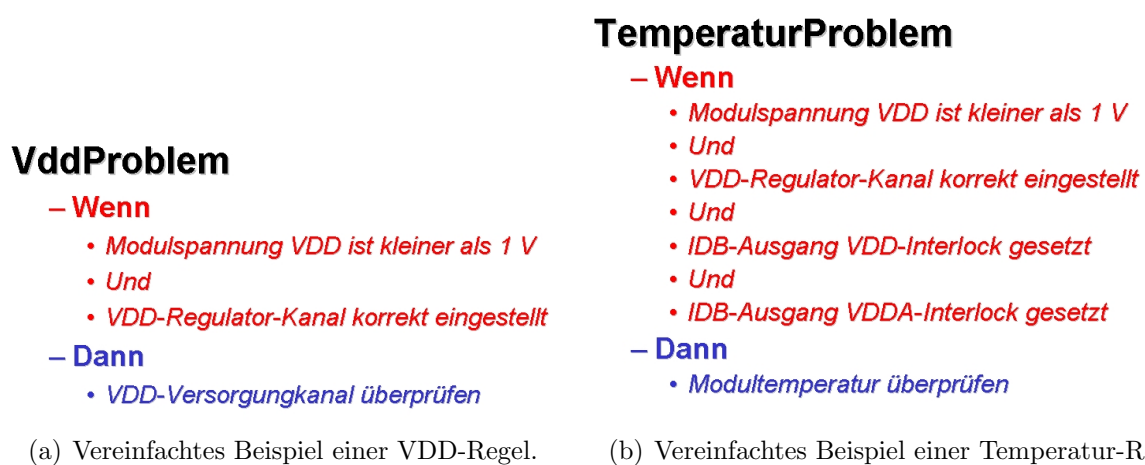 VddProblem
– Wenn
• Modulspannung VDD ist kleiner als 1 V
• Und
• VDD-Regulator-Kanal korrekt eingestellt
– Dann
• VDD-Versorgungkanal überprüfen
(a) Vereinfachtes Beispiel einer VDD-Regel.
TemperaturProblem
– Wenn
• Modulspannung VDD ist kleiner als 1 V
• Und
• VDD-Regulator-Kanal korrekt eingestellt
• Und
• IDB-Ausgang VDD-Interlock gesetzt
• Und
• IDB-Ausgang VDDA-Interlock gesetzt
– Dann
• Modultemperatur überprüfen
(b) Vereinfachtes Beispiel einer Temperatur-R